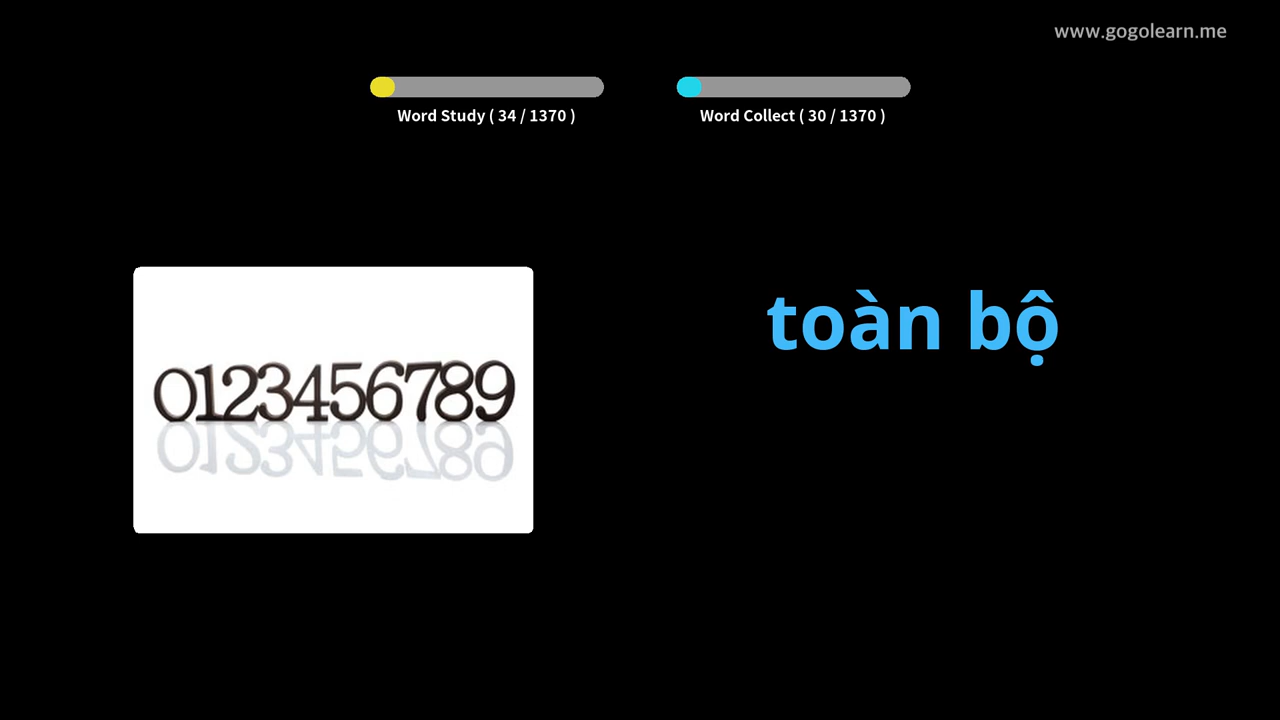 www.gogolearn.me
Word Study ( 34 / 1370 )
Word Collect ( 30 / 1370 )
toàn bộ
0123456789